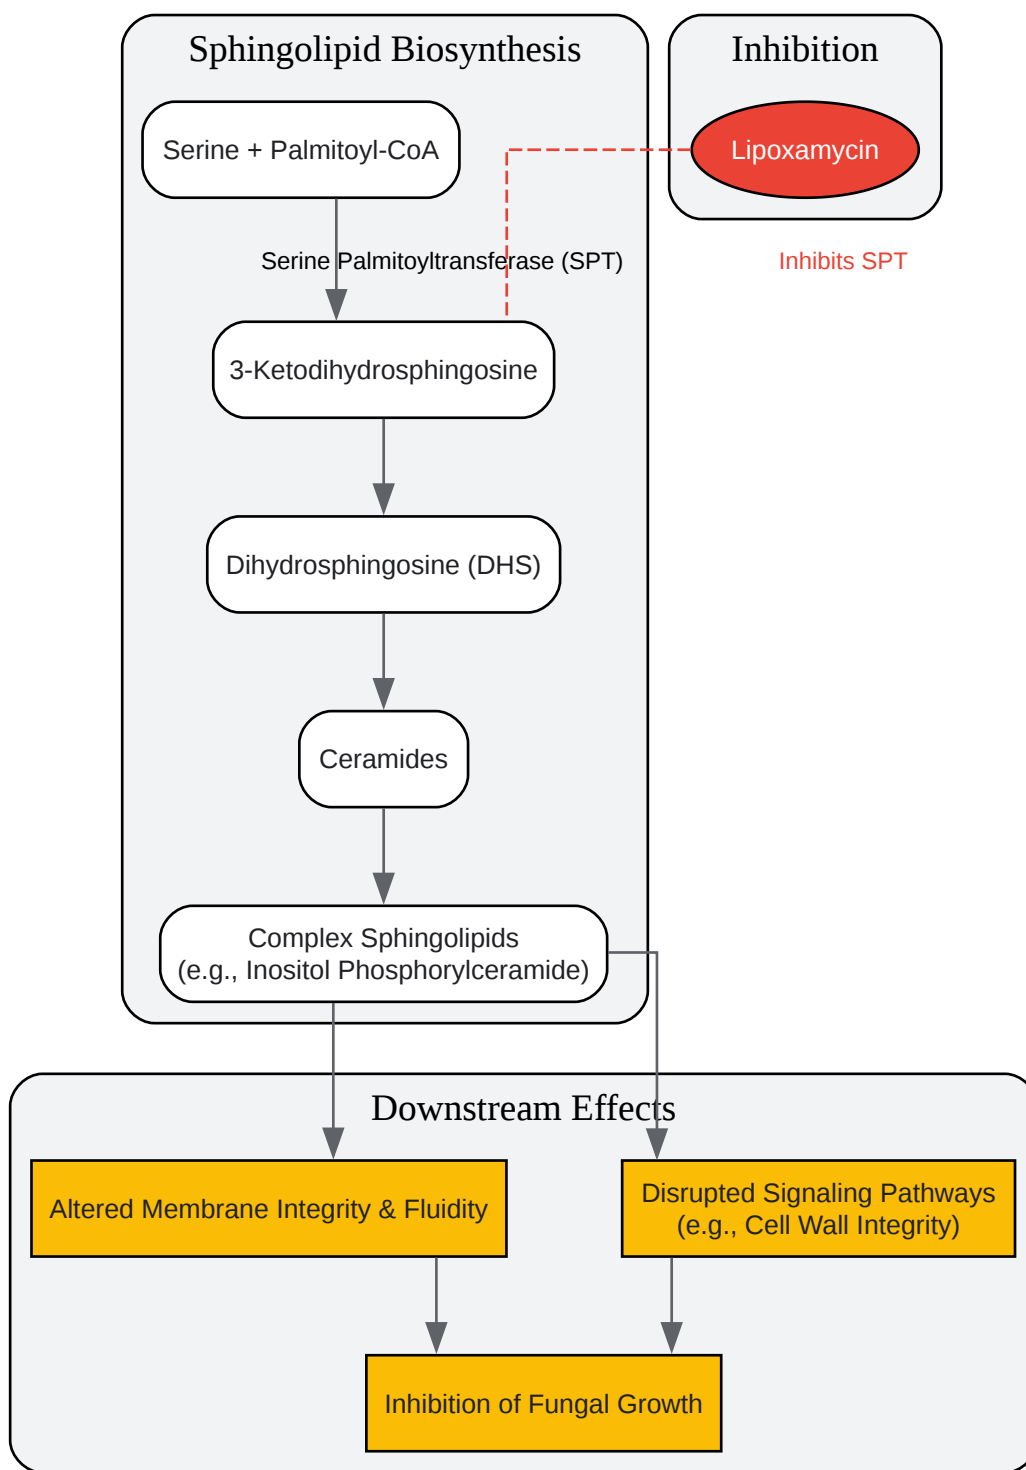 Sphingolipid Biosynthesis
Inhibition
Serine + Palmitoyl-CoA
Lipoxamycin
Serine Palmitoyltransferase (SPT)
Inhibits SPT
3-Ketodihydrosphingosine
Dihydrosphingosine (DHS)
Ceramides
Complex Sphingolipids
(e.g., Inositol Phosphorylceramide)
Downstream Effects
Altered Membrane Integrity & Fluidity
Disrupted Signaling Pathways
(e.g., Cell Wall Integrity)
Inhibition of Fungal Growth